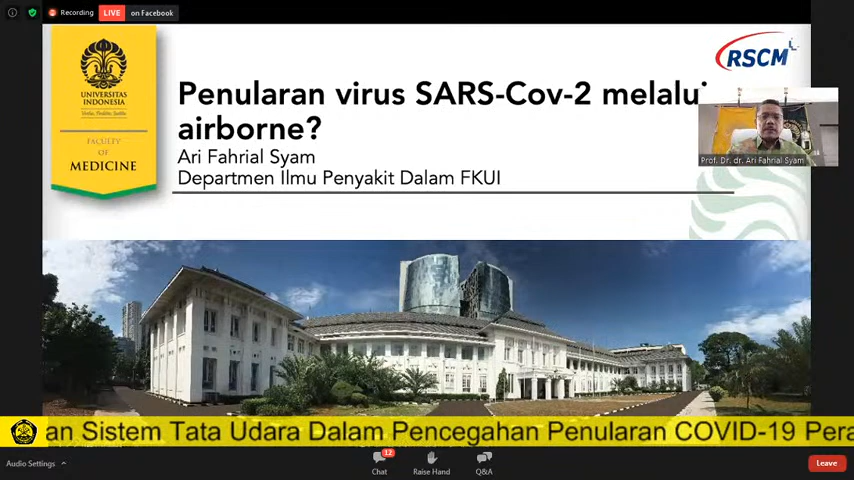 Recording
LIVE
on Facebook
UNIVERSITAS
INDONESIA
FACULTY
OF
MEDICINE
RSCM
Penularan virus SARS-Cov-2 melalui
airborne?
Ari Fahrial Syam
Departmen Ilmu Penyakit Dalam FKUI
Prof. Dr. dr. Ari Fahrial Syam
an Sistem Tata Udara Dalam Pencegahan Penularan COVID-19 Pera
Audio Settings
12
Chat
Raise Hand
Q&A
Leave